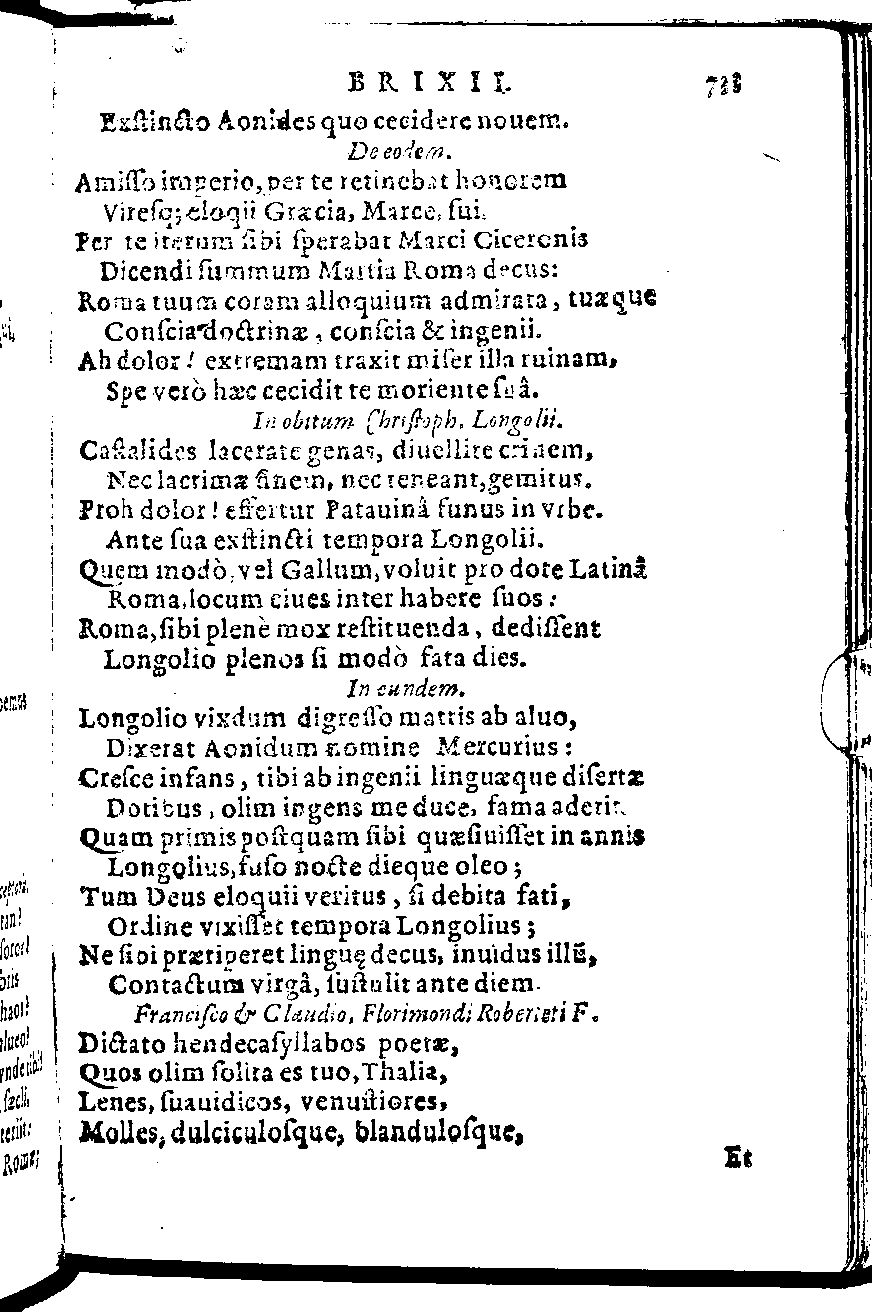 BRIXII.
Exſtincto Aonides quo cecidere nouem.
De eodem.
Amiſſo imperio, per te retinebat honorem
Vireſq; eloqii Græcia, Marce, ſui.
Per te iterum ſibi ſperabat Marci Ciceronis
Dicendi ſummum Martia Roma decus:
Roma tuum coram alloquium admirata, tuæque
Conſcia doctrinæ, conſcia & ingenii.
Ah dolor! extremam traxit miſer illa ruinam,
Spe verò hæc cecidit te moriente ſuâ.
In obitum Chriſtoph. Longolii.
Caſtalides lacerate genas, diuellite crinem,
Nec lacrimæ finem, nec teneant, gemitus.
Proh dolor! effertur Patauinâ funus in vrbe.
Ante ſua exſtincti tempora Longolii.
Quem modò, vel Gallum, voluit pro dote Latinâ
Roma, locum ciues inter habere ſuos:
Roma, ſibi plenè mox reſtituenda, dediſſent
Longolio plenos ſi modò fata dies.
In eundem.
Longolio vixdum digreſſo matris ab aluo,
Dixerat Aonidum nomine Mercurius:
Creſce infans, tibi ab ingenii linguæque diſertæ
Dotibus, olim ingens me duce, fama aderit.
Quam primis poſtquam ſibi quæſiuiſſet in annis
Longolius, fuſo nocte dieque oleo;
Tum Deus eloquii veritus, ſi debita fati,
Ordine vixiſſet tempora Longolius;
Ne ſibi præriperet linguę decus, inuidus illũ,
Contactum virgâ, ſuſtulit ante diem.
Franciſco & Claudio, Florimondi Roberteti F.
Dictato hendecaſyllabos poetæ,
Quos olim ſolita es tuo, Thalia,
Lenes, ſuauidicos, venuſtiores,
Molles, dulciculoſque, blanduloſque,
Et